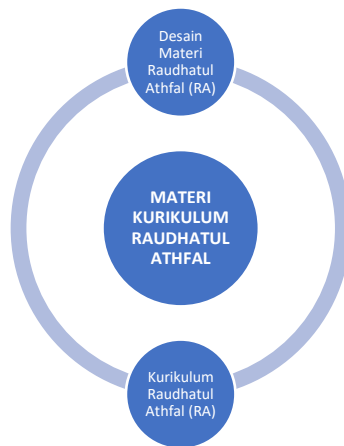 Desain
Materi
Raudhatul
Athfal (RA)
MATERI
KURIKULUM
RAUDHATUL
ATHFAL
Kurikulum
Raudhatul
Athfal (RA)